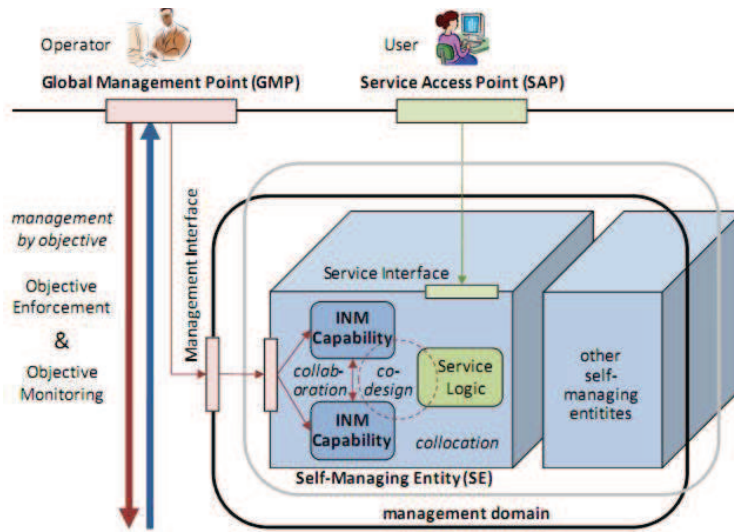 Operator
User
Global Management Point (GMP)
Service Access Point (SAP)
management
by objective
Objective
Enforcement
&
Objective
Monitoring
Management Interface
Service Interface
INM
Capability
collab-
oration
co-
design
Service
Logic
INM
Capability
collocation
Self-Managing Entity (SE)
other
self-
managing
entitites
management domain